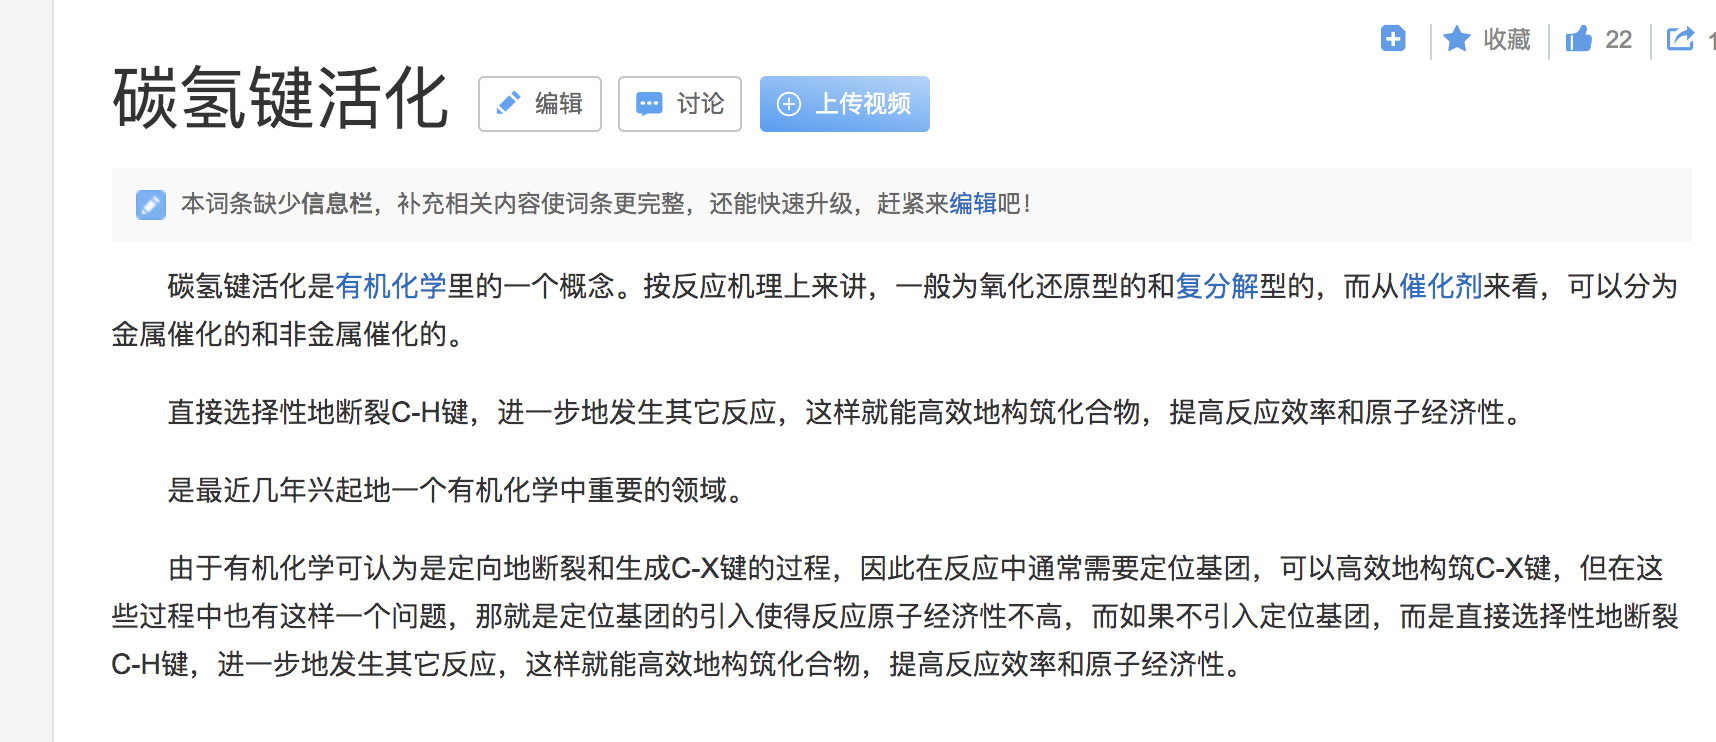 收藏 22 1
碳氢键活化 编辑 讨论 上传视频
本词条缺少信息栏，补充相关内容使词条更完整，还能快速升级，赶紧来编辑吧！
碳氢键活化是有机化学里的一个概念。按反应机理上来讲，一般为氧化还原型的和复分解型的，而从催化剂来看，可以分为
金属催化的和非金属催化的。
直接选择性地断裂C-H键，进一步地发生其它反应，这样就能高效地构筑化合物，提高反应效率和原子经济性。
是最近几年兴起地一个有机化学中重要的领域。
由于有机化学可认为是定向地断裂和生成C-X键的过程，因此在反应中通常需要定位基团，可以高效地构筑C-X键，但在这
些过程中也有这样一个问题，那就是定位基团的引入使得反应原子经济性不高，而如果不引入定位基团，而是直接选择性地断裂
C-H键，进一步地发生其它反应，这样就能高效地构筑化合物，提高反应效率和原子经济性。